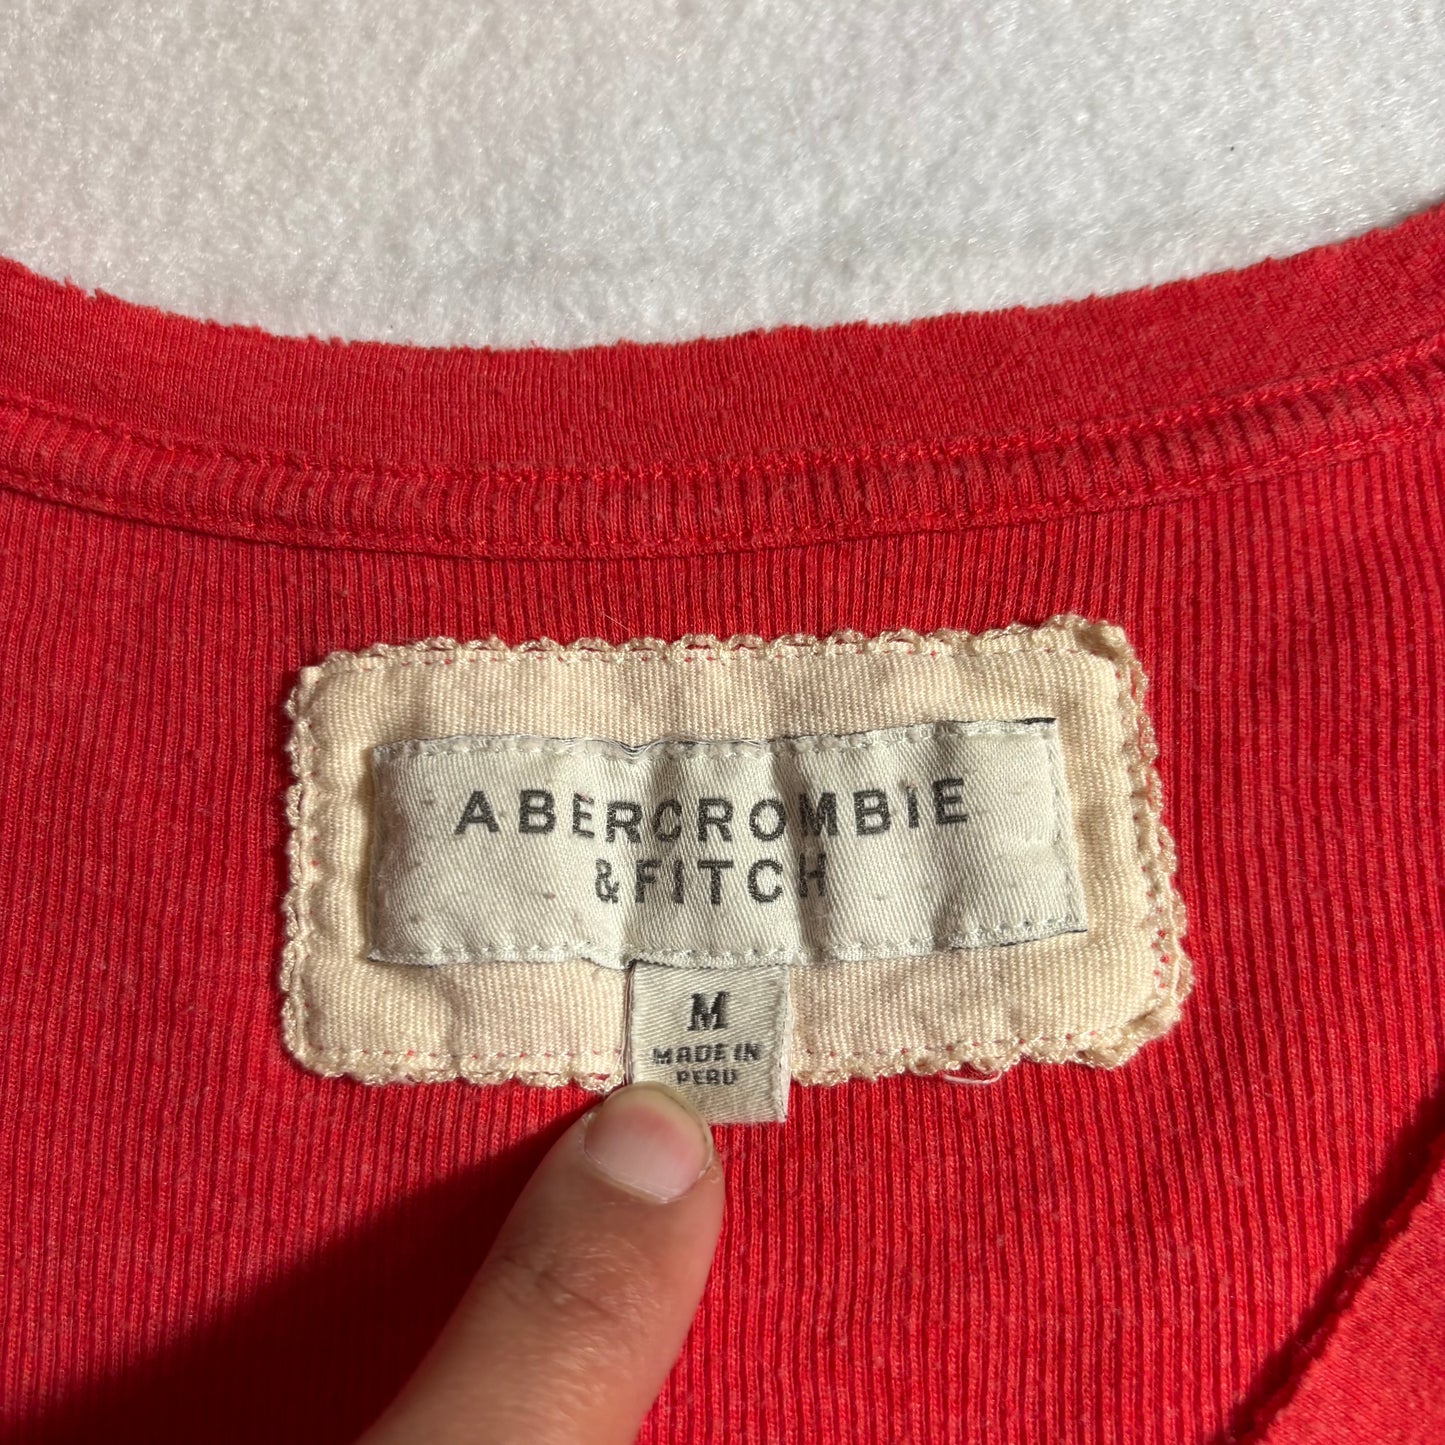 ABERCROMBIE
& FITCH
M
MADE IN
PERU